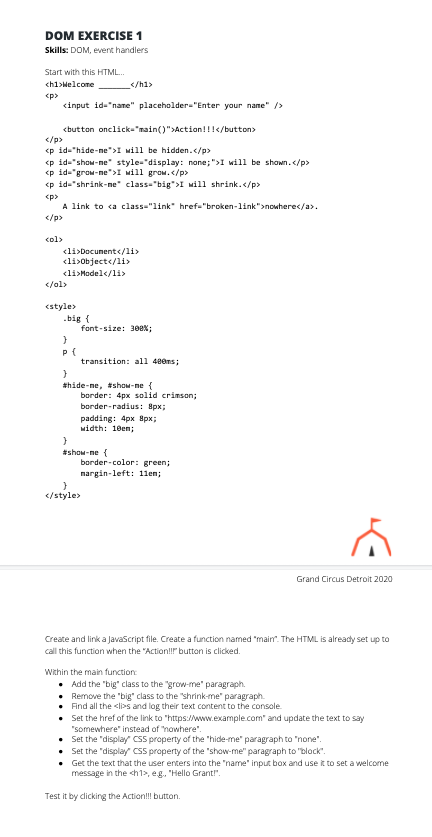 DOM EXERCISE 1
Skills: DOM, event handlers
Start with this HTML...
<h1>Welcome _______</h1>
<p>
    <input id="name" placeholder="Enter your name" />
    <button onclick="main()">Action!!!</button>
</p>
<p id="hide-me">I will be hidden.</p>
<p id="show-me" style="display: none;">I will be shown.</p>
<p id="grow-me">I will grow.</p>
<p id="shrink-me" class="big">I will shrink.</p>
<p>
    A link to <a class="link" href="broken-link">nowhere</a>.
</p>
<ol>
    <li>Document</li>
    <li>Object</li>
    <li>Model</li>
</ol>
<style>
    .big {
        font-size: 300%;
    }
    p {
        transition: all 400ms;
    }
    #hide-me, #show-me {
        border: 4px solid crimson;
        border-radius: 8px;
        padding: 4px 8px;
        width: 10em;
    }
    #show-me {
        border-color: green;
        margin-left: 11em;
    }
</style>
Grand Circus Detroit 2020
Create and link a JavaScript file. Create a function named “main”. The HTML is already set up to
call this function when the “Action!!!” button is clicked.
Within the main function:
● Add the "big" class to the "grow-me" paragraph.
● Remove the "big" class to the "shrink-me" paragraph.
● Find all the <li>s and log their text content to the console.
● Set the href of the link to "https://www.example.com" and update the text to say
"somewhere" instead of "nowhere".
● Set the "display" CSS property of the "hide-me" paragraph to "none".
● Set the "display" CSS property of the "show-me" paragraph to "block".
● Get the text that the user enters into the "name" input box and use it to set a welcome
message in the <h1>, e.g., "Hello Grant!".
Test it by clicking the Action!!! button.